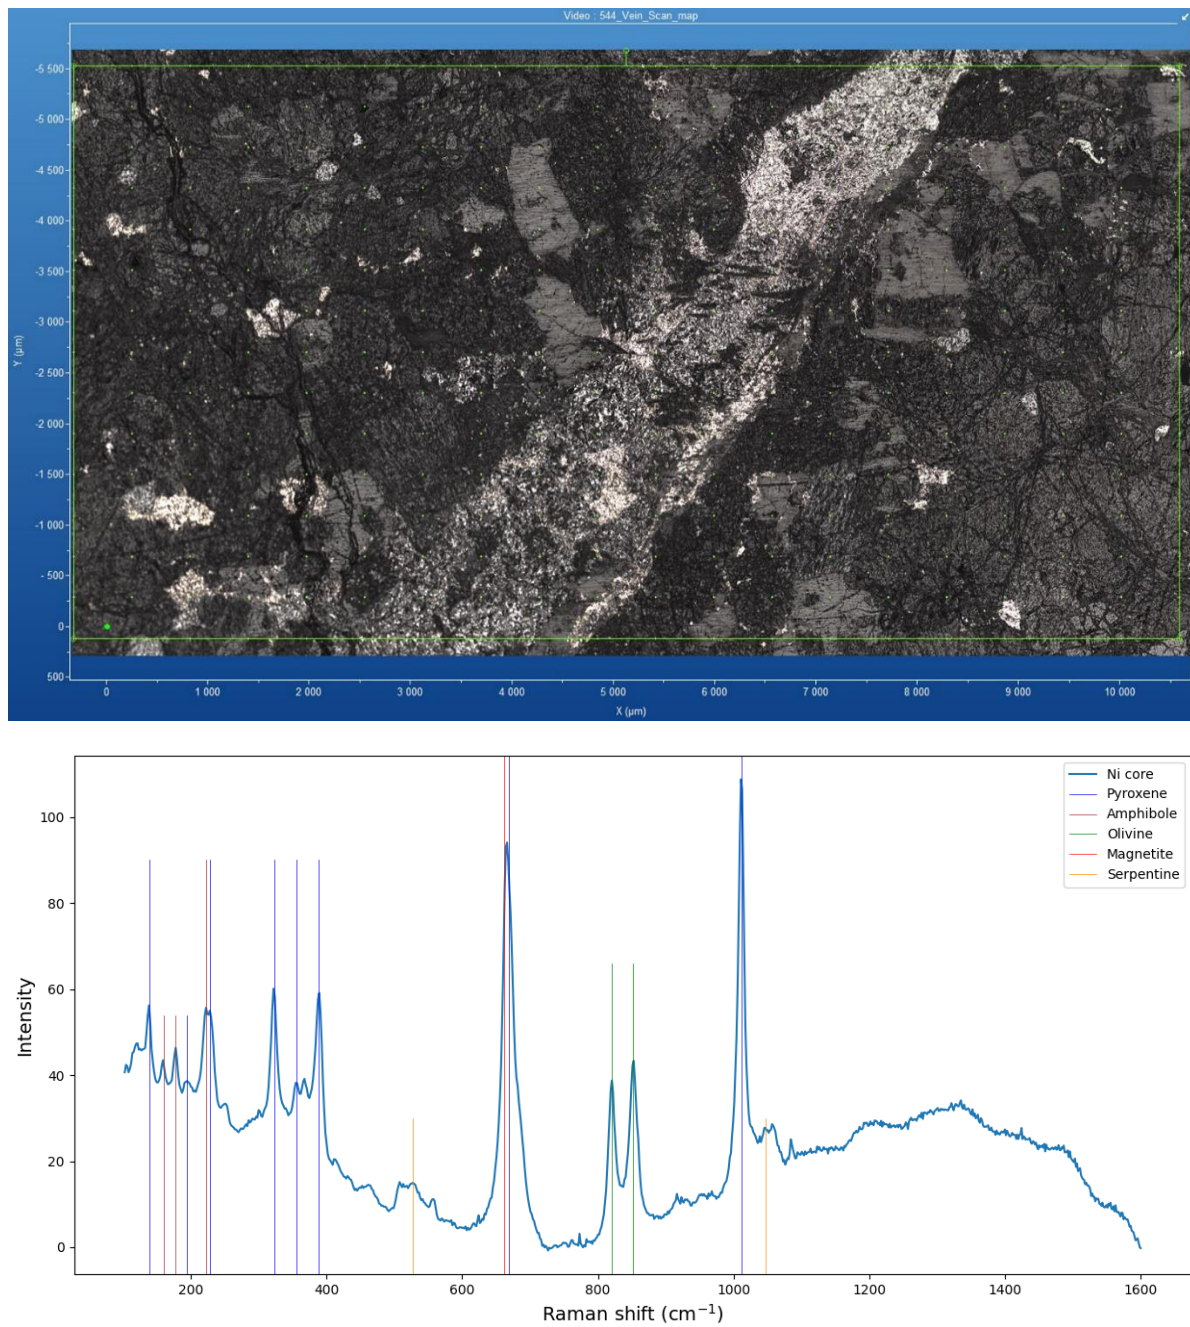 Video : 544_Vein_Scan_map
-5 500
-5 000
-4 500
-4 000
-3 500
-3 000
-2 500
-2 000
-1 500
-1 000
- 500
0
500
Y (µm)
0 1 000 2 000 3 000 4 000 5 000 6 000 7 000 8 000 9 000 10 000
X (µm)
Ni core
Pyroxene
Amphibole
Olivine
Magnetite
Serpentine
100
80
60
40
20
0
Intensity
200 400 600 800 1000 1200 1400 1600
Raman shift (cm⁻¹)